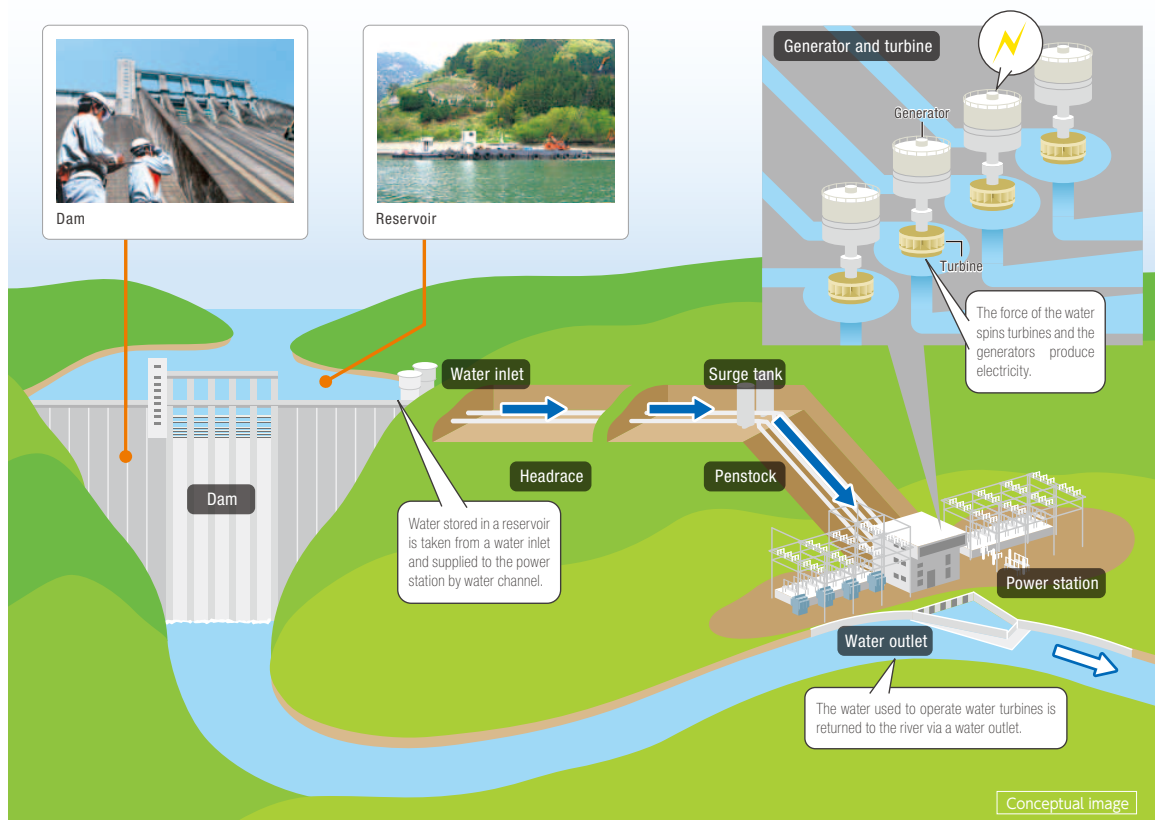 Generator and turbine
Generator
Turbine
The force of the water
spins turbines and the
generators produce
electricity.
Dam
Reservoir
Water inlet
Surge tank
Headrace
Penstock
Dam
Water stored in a reservoir
is taken from a water inlet
and supplied to the power
station by water channel.
Power station
Water outlet
The water used to operate water turbines is
returned to the river via a water outlet.
Conceptual image